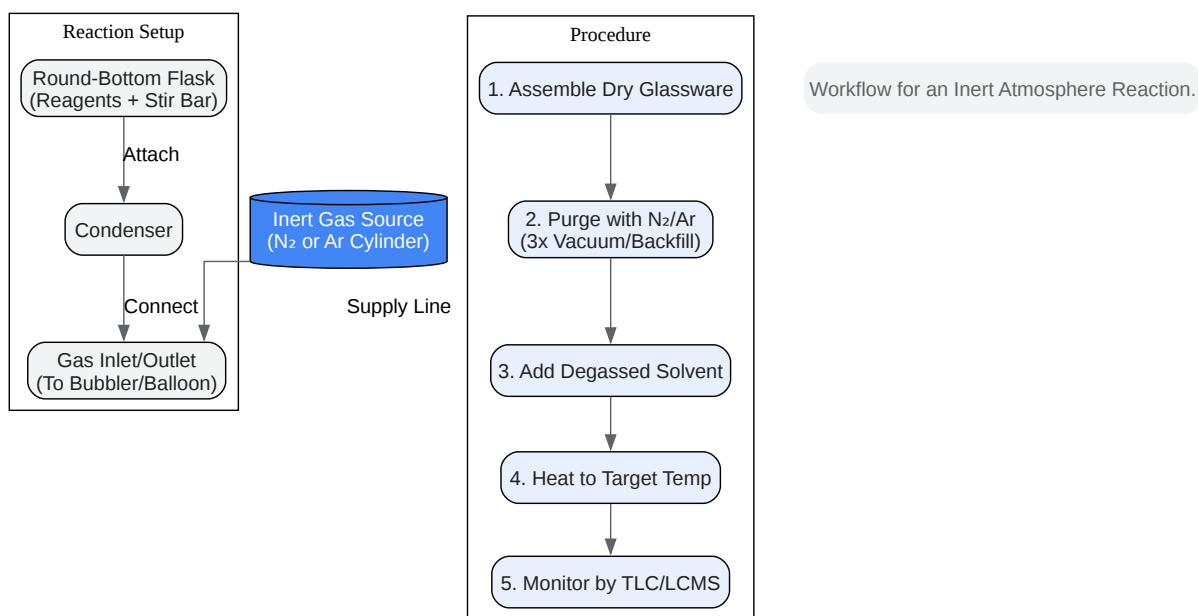 Reaction Setup
Round-Bottom Flask
(Reagents + Stir Bar)
Attach
Condenser
Connect
Gas Inlet/Outlet
(To Bubbler/Balloon)
Inert Gas Source
(N₂ or Ar Cylinder)
Supply Line
Procedure
1. Assemble Dry Glassware
2. Purge with N₂/Ar
(3x Vacuum/Backfill)
3. Add Degassed Solvent
4. Heat to Target Temp
5. Monitor by TLC/LCMS
Workflow for an Inert Atmosphere Reaction.